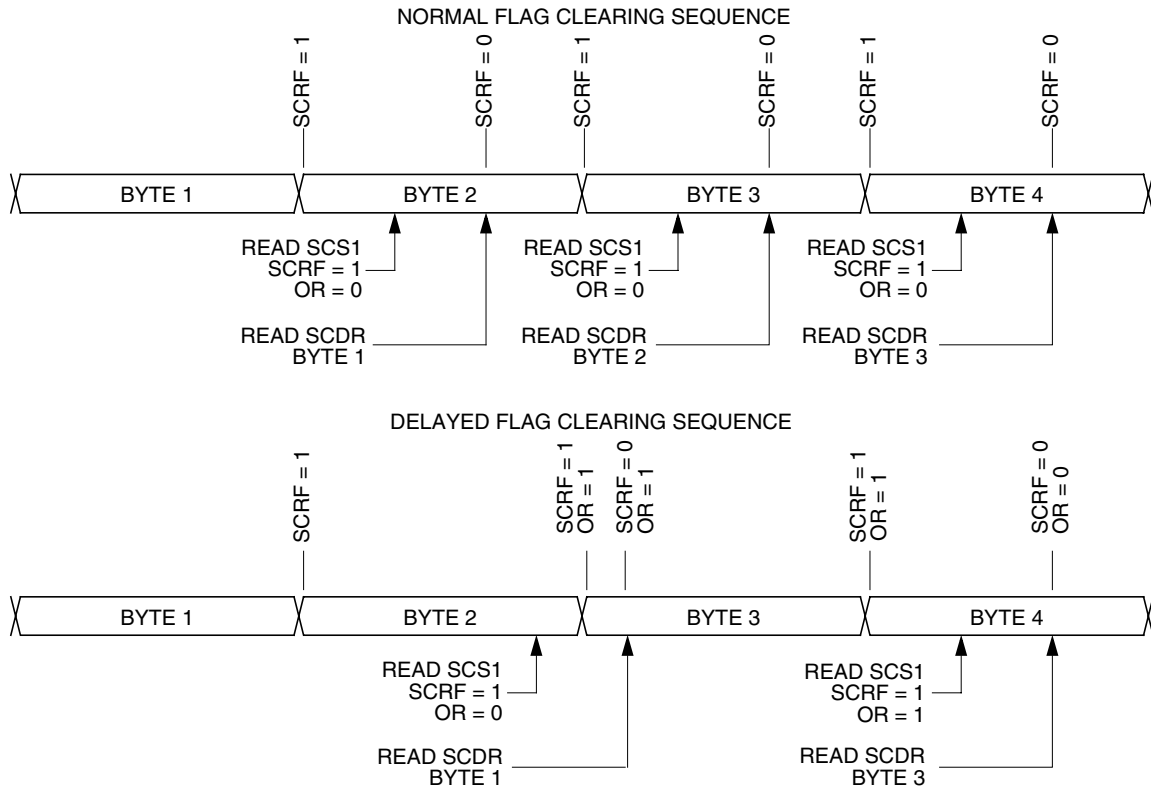 NORMAL FLAG CLEARING SEQUENCE
SCRF = 1
SCRF = 0
SCRF = 1
SCRF = 0
SCRF = 1
SCRF = 0
BYTE 1
BYTE 2
BYTE 3
BYTE 4
READ SCS1
SCRF = 1
OR = 0
READ SCS1
SCRF = 1
OR = 0
READ SCS1
SCRF = 1
OR = 0
READ SCDR
BYTE 1
READ SCDR
BYTE 2
READ SCDR
BYTE 3
DELAYED FLAG CLEARING SEQUENCE
SCRF = 1
SCRF = 1
OR = 1
SCRF = 0
OR = 1
SCRF = 1
OR = 1
SCRF = 0
OR = 0
BYTE 1
BYTE 2
BYTE 3
BYTE 4
READ SCS1
SCRF = 1
OR = 0
READ SCS1
SCRF = 1
OR = 1
READ SCDR
BYTE 1
READ SCDR
BYTE 3